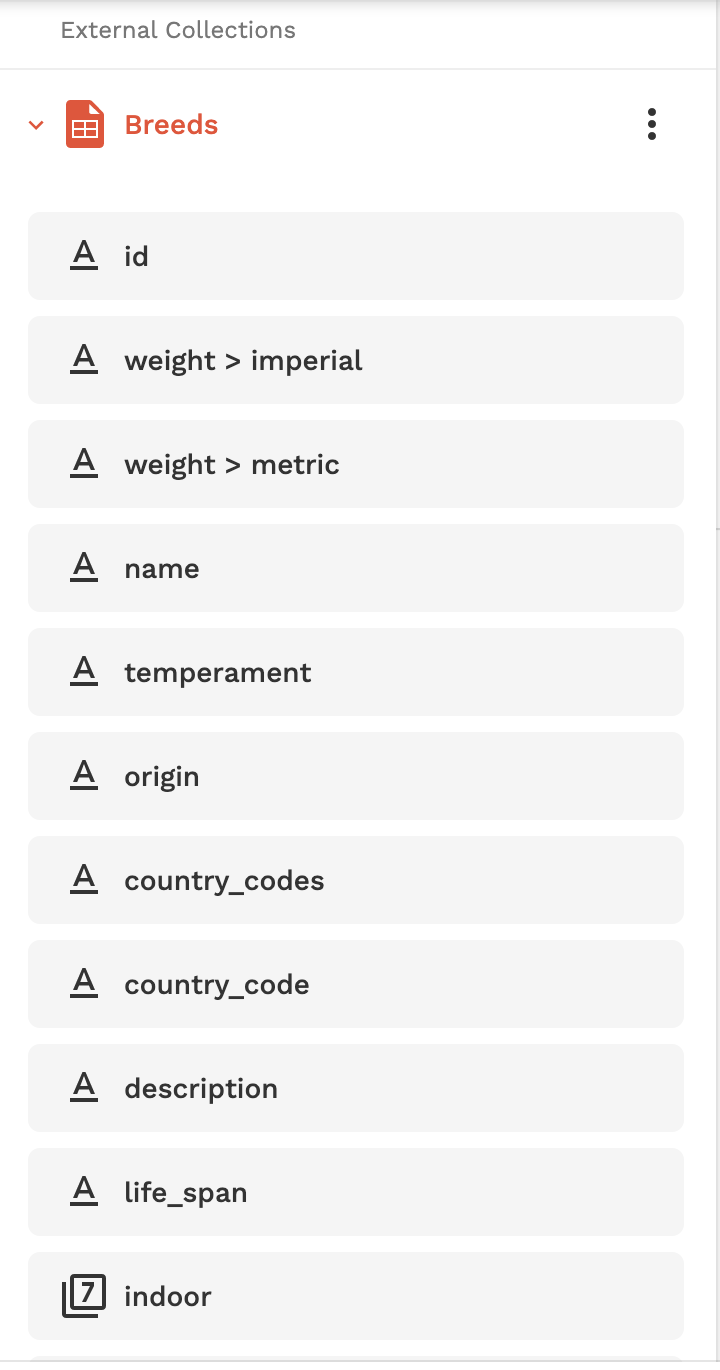 External Collections
Breeds
A id
A weight > imperial
A weight > metric
A name
A temperament
A origin
A country_codes
A country_code
A description
A life_span
7 indoor